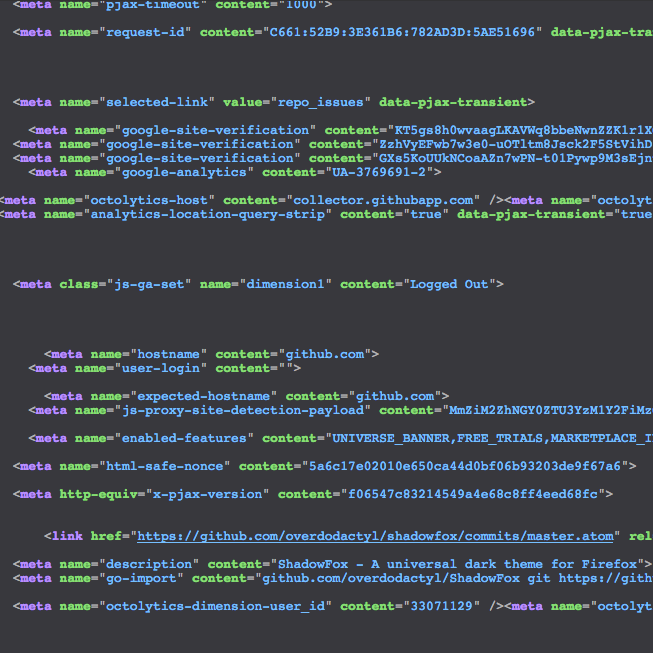 <meta name="pjax-timeout" content="1000">
<meta name="request-id" content="C661:52B9:3E361B6:782AD3D:5AE51696" data-pjax-tra
<meta name="selected-link" value="repo_issues" data-pjax-transient>
<meta name="google-site-verification" content="KT5gs8h0wvaagLKAVWq8bbeNwnZZK1r1X
<meta name="google-site-verification" content="ZzhVyEFwb7w3e0-uOTltm8Jsck2F5StVihD
<meta name="google-site-verification" content="GXs5KoUUkNCoaAZn7wPN-t01Pywp9M3sEjn
<meta name="google-analytics" content="UA-3769691-2">
<meta name="octolytics-host" content="collector.githubapp.com" /><meta name="octolyt
<meta name="analytics-location-query-strip" content="true" data-pjax-transient="true
<meta class="js-ga-set" name="dimension1" content="Logged Out">
<meta name="hostname" content="github.com">
<meta name="user-login" content="">
<meta name="expected-hostname" content="github.com">
<meta name="js-proxy-site-detection-payload" content="MmZiM2ZhNGY0ZTU3YzM1Y2FiMz
<meta name="enabled-features" content="UNIVERSE_BANNER,FREE_TRIALS,MARKETPLACE_I
<meta name="html-safe-nonce" content="5a6c17e02010e650ca44d0bf06b93203de9f67a6">
<meta http-equiv="x-pjax-version" content="f06547c83214549a4e68c8ff4eed68fc">
<link href="https://github.com/overdodactyl/shadowfox/commits/master.atom" rel
<meta name="description" content="ShadowFox - A universal dark theme for Firefox">
<meta name="go-import" content="github.com/overdodactyl/ShadowFox git https://gith
<meta name="octolytics-dimension-user_id" content="33071129" /><meta name="octolyt